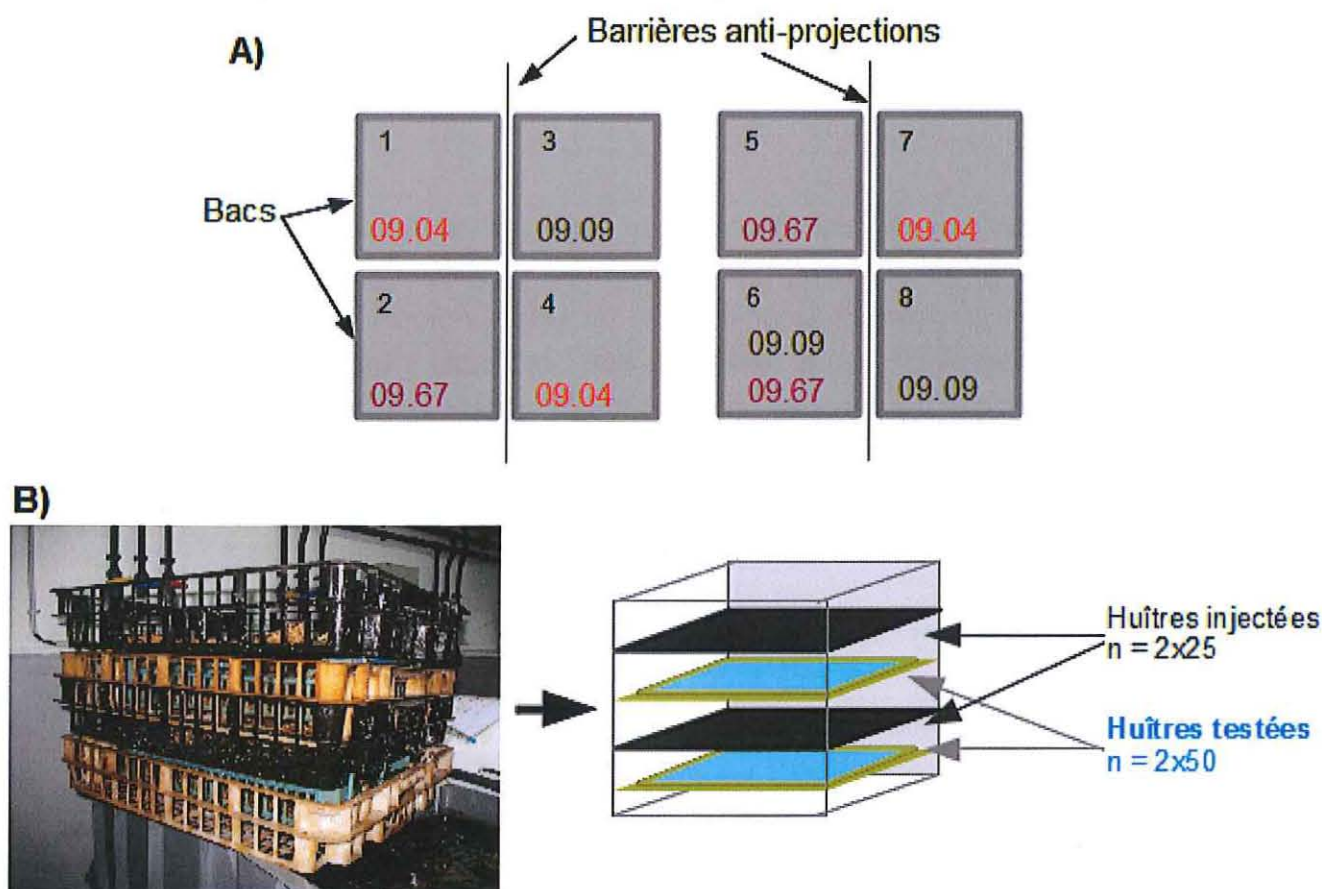 A)
Barrières anti-projections
Bacs
1
09.04
3
09.09
5
09.67
7
09.04
2
09.67
4
09.04
6
09.09
09.67
8
09.09
B)
Huîtres injectées
n = 2x25
Huîtres testées
n = 2x50